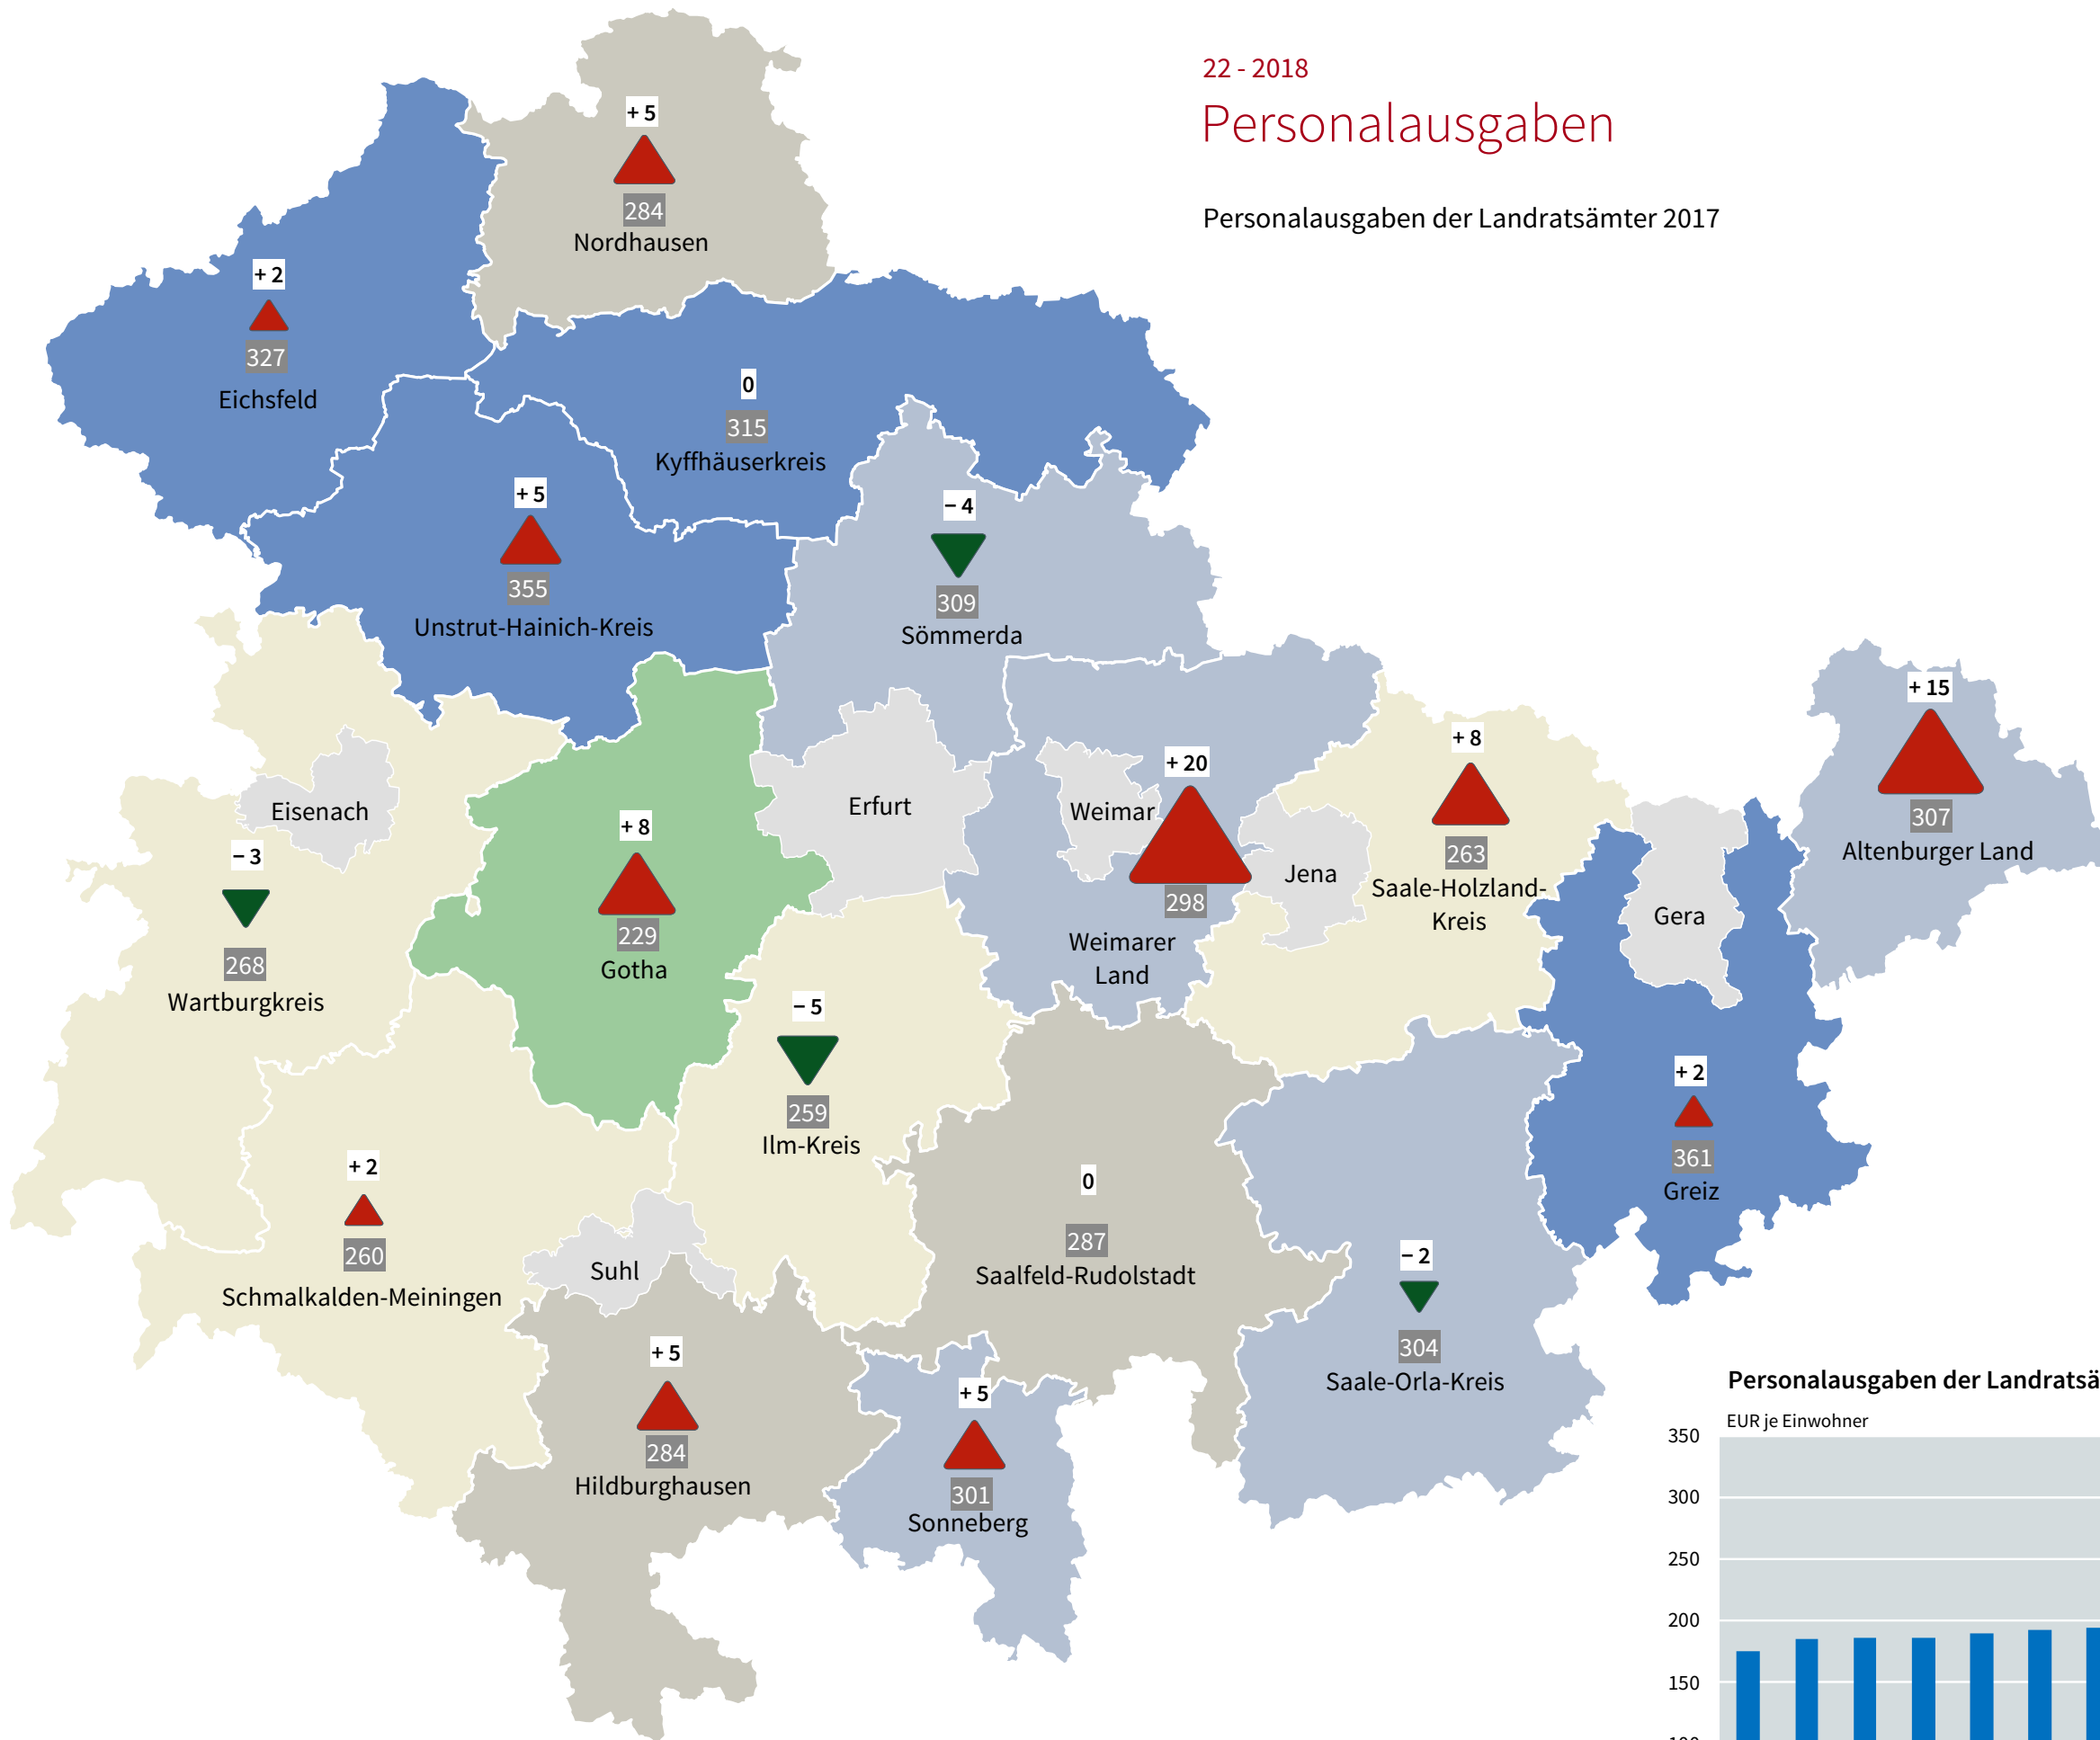 22 - 2018
Personalausgaben
Personalausgaben der Landratsämter 2017
+ 5
284
Nordhausen
+ 2
327
Eichsfeld
0
315
Kyffhäuserkreis
+ 5
355
Unstrut-Hainich-Kreis
− 4
309
Sömmerda
+ 15
307
Altenburger Land
+ 8
263
Saale-Holzland-
Kreis
+ 20
298
Weimarer
Land
Weimar
Erfurt
Jena
Gera
Eisenach
− 3
268
Wartburgkreis
+ 8
229
Gotha
− 5
259
Ilm-Kreis
+ 2
361
Greiz
+ 2
260
Schmalkalden-Meiningen
Suhl
0
287
Saalfeld-Rudolstadt
− 2
304
Saale-Orla-Kreis
+ 5
284
Hildburghausen
+ 5
301
Sonneberg
Personalausgaben der Landratsä
EUR je Einwohner
350
300
250
200
150